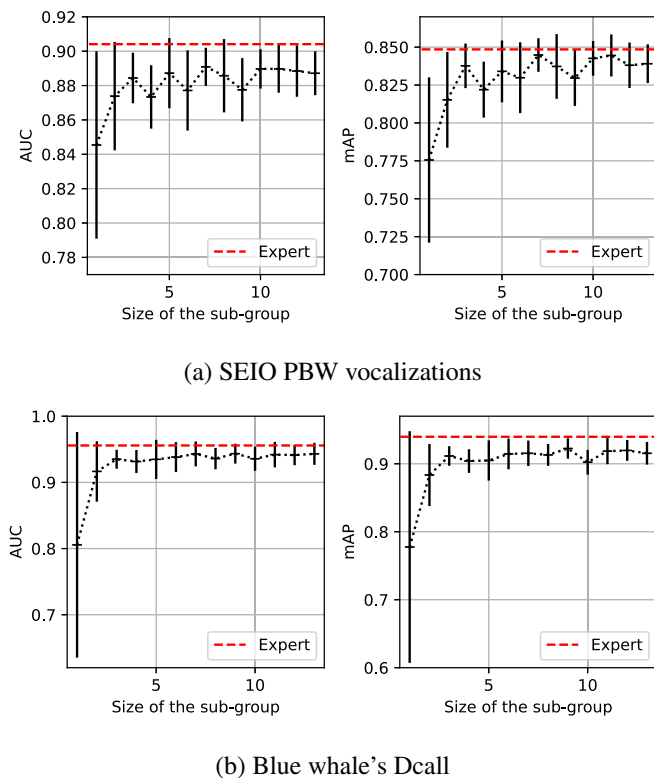 0.92
0.90
0.88
0.86
0.84
0.82
0.80
0.78
AUC
5
10
Size of the sub-group
Expert
0.850
0.825
0.800
0.775
0.750
0.725
0.700
mAP
5
10
Size of the sub-group
Expert
(a) SEIO PBW vocalizations
1.0
0.9
0.8
0.7
AUC
5
10
Size of the sub-group
Expert
0.9
0.8
0.7
0.6
mAP
5
10
Size of the sub-group
Expert
(b) Blue whale's Dcall